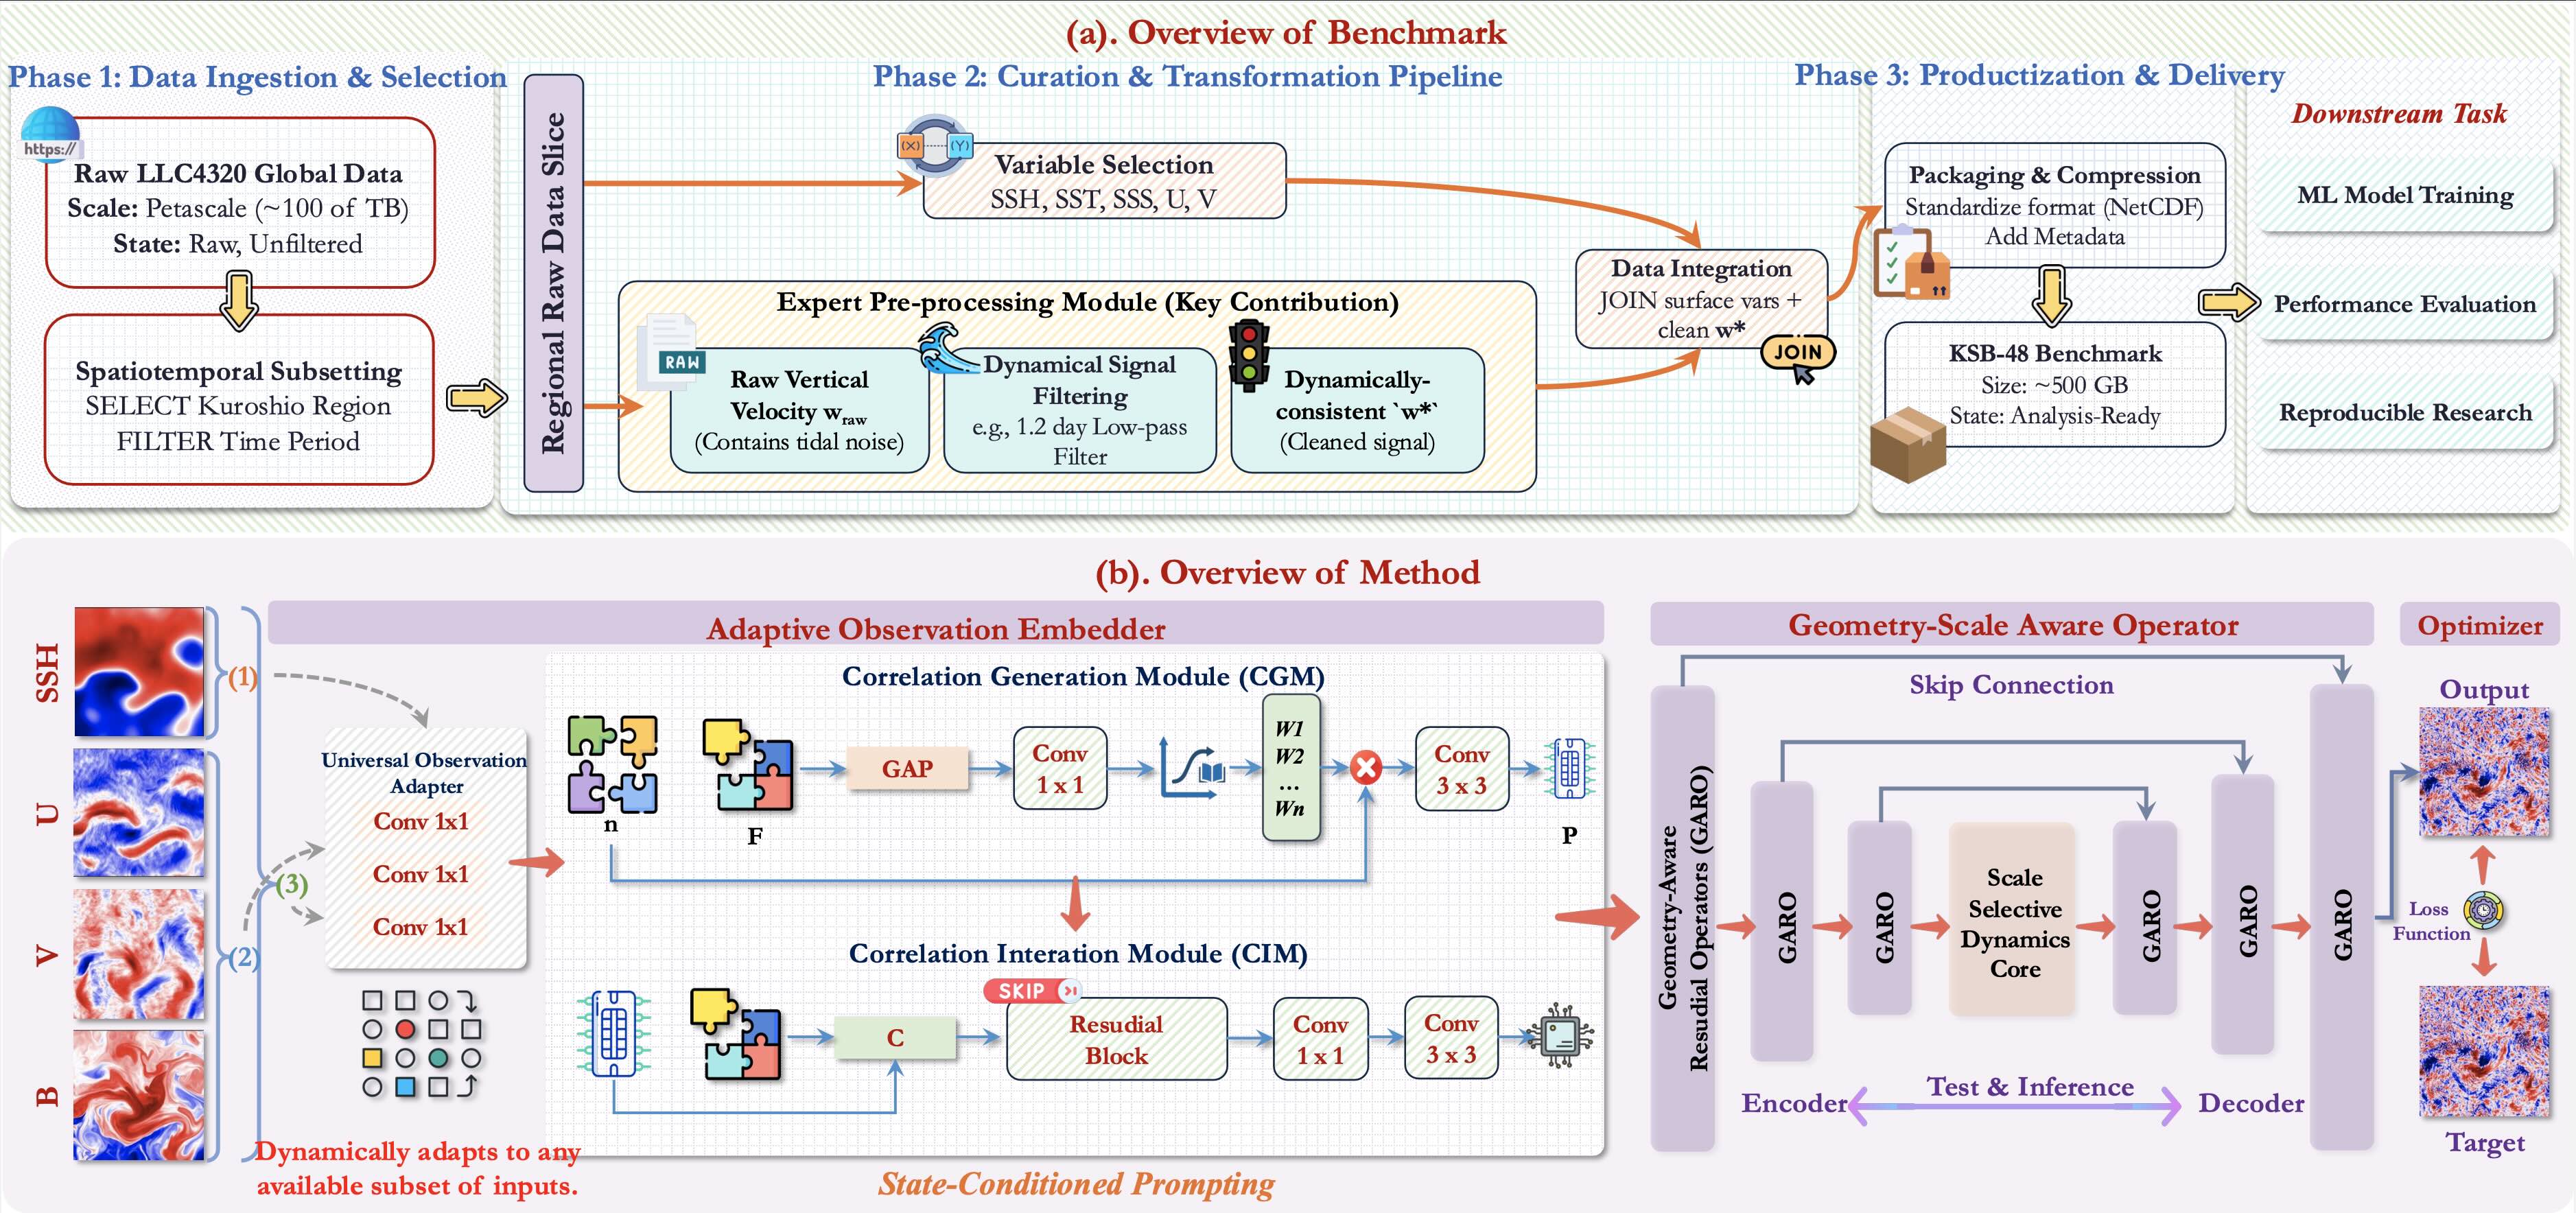 (a). Overview of Benchmark
Phase 1: Data Ingestion & Selection
https://
Raw LLC4320 Global Data
Scale: Petascale (~100 of TB)
State: Raw, Unfiltered
Spatiotemporal Subsetting
SELECT Kuroshio Region
FILTER Time Period
Phase 2: Curation & Transformation Pipeline
Regional Raw Data Slice
(X) (Y)
Variable Selection
SSH, SST, SSS, U, V
Expert Pre-processing Module (Key Contribution)
RAW
Raw Vertical
Velocity wraw
(Contains tidal noise)
Dynamical Signal
Filtering
e.g., 1.2 day Low-pass
Filter
Dynamically-
consistent `w*`
(Cleaned signal)
Data Integration
JOIN surface vars +
clean w*
JOIN
Phase 3: Productization & Delivery
Packaging & Compression
Standardize format (NetCDF)
Add Metadata
KSB-48 Benchmark
Size: ~500 GB
State: Analysis-Ready
Downstream Task
ML Model Training
Performance Evaluation
Reproducible Research
(b). Overview of Method
SSH
U
V
B
(1)
(2)
(3)
Adaptive Observation Embedder
Universal Observation
Adapter
Conv 1x1
Conv 1x1
Conv 1x1
Dynamically adapts to any
available subset of inputs.
Correlation Generation Module (CGM)
n
F
GAP
Conv
1 x 1
W1
W2
...
Wn
Conv
3 x 3
P
Correlation Interation Module (CIM)
C
SKIP
Resudial
Block
Conv
1 x 1
Conv
3 x 3
State-Conditioned Prompting
Geometry-Scale Aware Operator
Skip Connection
Geometry-Aware
Resudial Operators (GARO)
GARO
GARO
Scale
Selective
Dynamics
Core
GARO
GARO
GARO
Encoder
Test & Inference
Decoder
Optimizer
Output
Loss
Function
Target